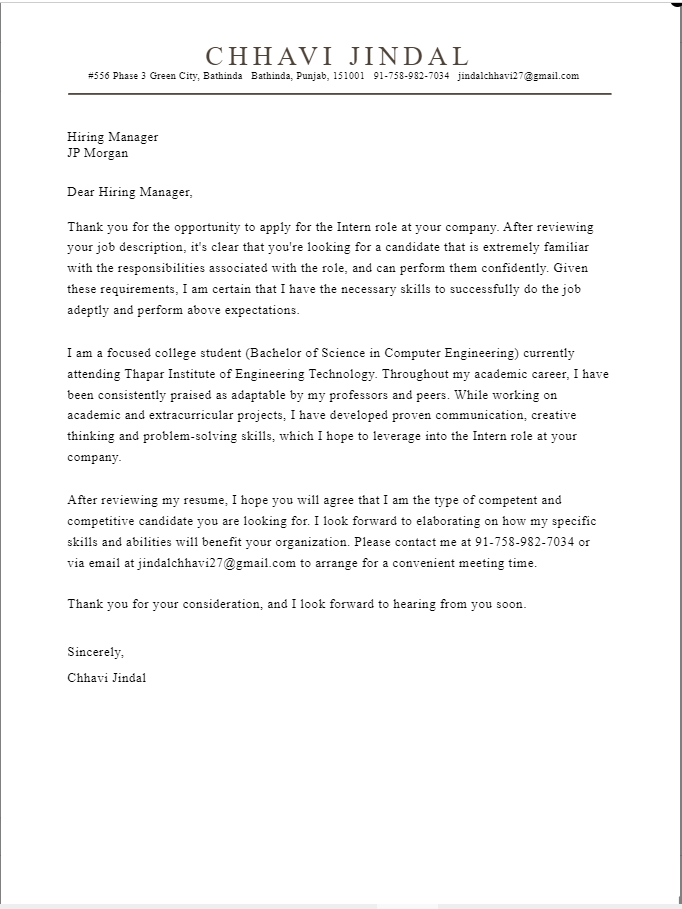 CHHAVI JINDAL
#556 Phase 3 Green City, Bathinda Bathinda, Punjab, 151001 91-758-982-7034 jindalchhavi27@gmail.com
Hiring Manager
JP Morgan
Dear Hiring Manager,
Thank you for the opportunity to apply for the Intern role at your company. After reviewing
your job description, it's clear that you're looking for a candidate that is extremely familiar
with the responsibilities associated with the role, and can perform them confidently. Given
these requirements, I am certain that I have the necessary skills to successfully do the job
adeptly and perform above expectations.
I am a focused college student (Bachelor of Science in Computer Engineering) currently
attending Thapar Institute of Engineering Technology. Throughout my academic career, I have
been consistently praised as adaptable by my professors and peers. While working on
academic and extracurricular projects, I have developed proven communication, creative
thinking and problem-solving skills, which I hope to leverage into the Intern role at your
company.
After reviewing my resume, I hope you will agree that I am the type of competent and
competitive candidate you are looking for. I look forward to elaborating on how my specific
skills and abilities will benefit your organization. Please contact me at 91-758-982-7034 or
via email at jindalchhavi27@gmail.com to arrange for a convenient meeting time.
Thank you for your consideration, and I look forward to hearing from you soon.
Sincerely,
Chhavi Jindal